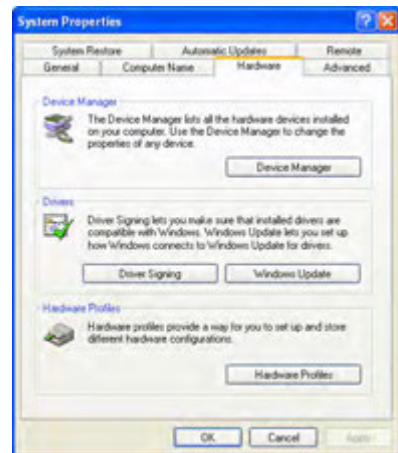 System Properties
System Restore Automatic Updates Remote
General Computer Name Hardware Advanced
Device Manager
The Device Manager lists all the hardware devices installed
on your computer. Use the Device Manager to change the
properties of any device.
Device Manager
Drivers
Driver Signing lets you make sure that installed drivers are
compatible with Windows. Windows Update lets you set up
how Windows connects to Windows Update for drivers.
Driver Signing Windows Update
Hardware Profiles
Hardware profiles provide a way for you to set up and store
different hardware configurations.
Hardware Profiles
OK Cancel Apply